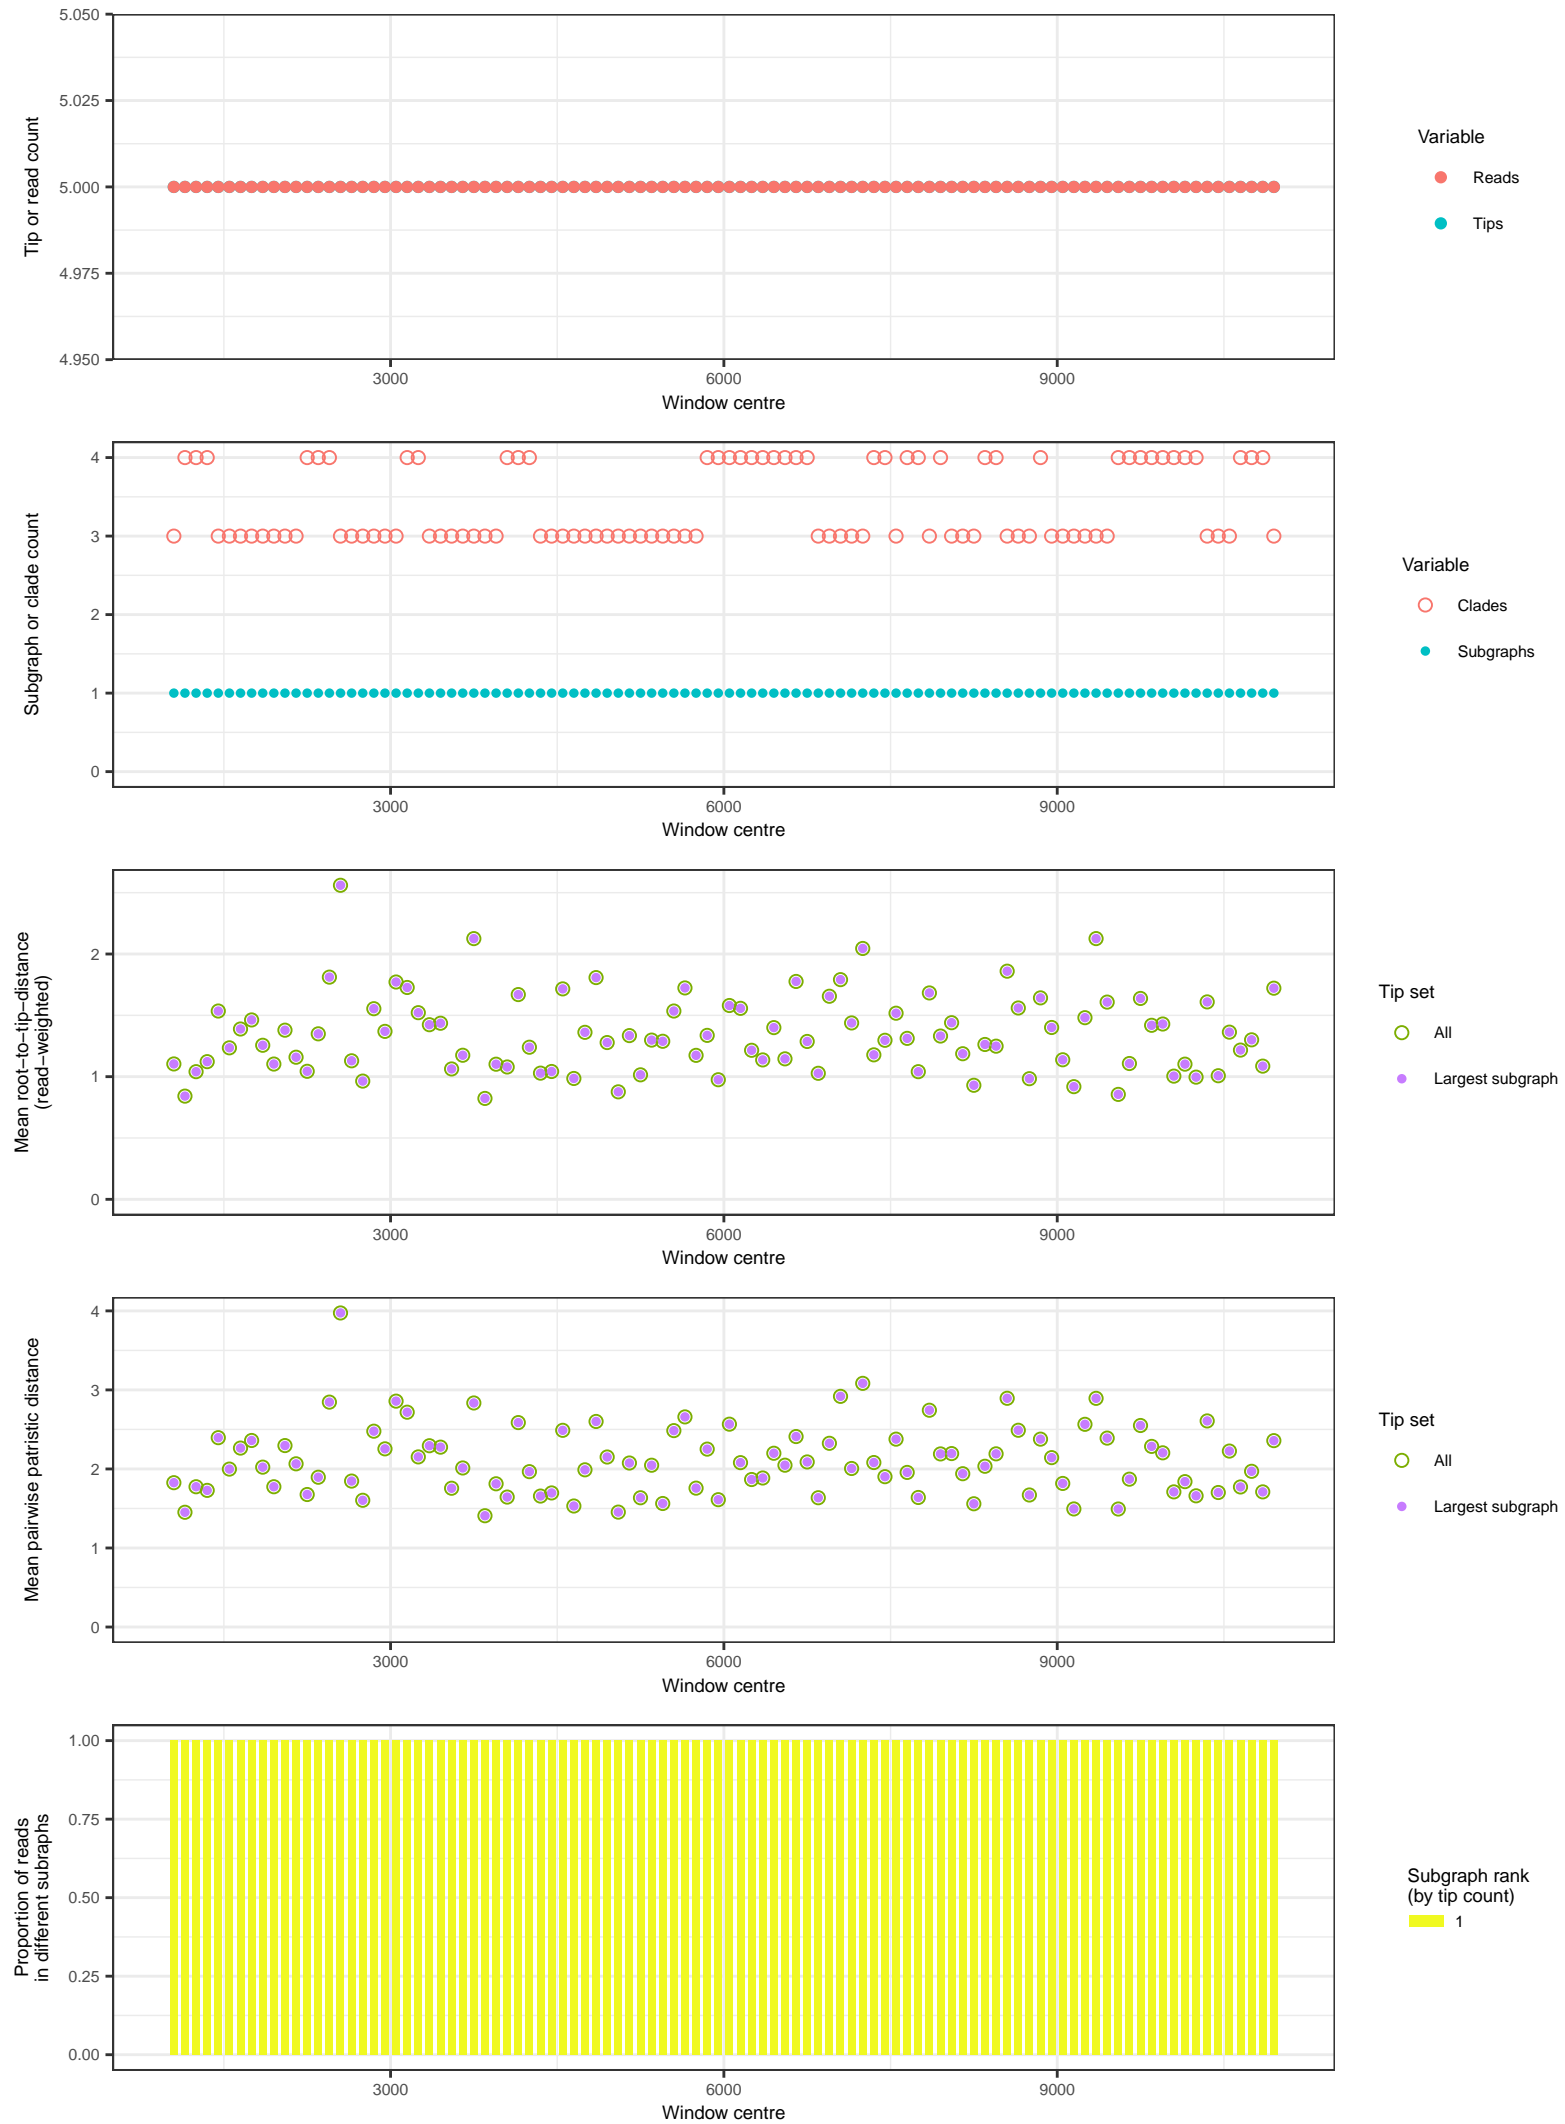 5.050
5.025
5.000
4.975
4.950
Tip or read count
3000 6000 9000
Window centre
Variable
Reads
Tips
4
3
2
1
0
Subgraph or clade count
3000 6000 9000
Window centre
Variable
Clades
Subgraphs
2
1
0
Mean root−to−tip−distance
(read−weighted)
3000 6000 9000
Window centre
Tip set
All
Largest subgraph
4
3
2
1
0
Mean pairwise patristic distance
3000 6000 9000
Window centre
Tip set
All
Largest subgraph
1.00
0.75
0.50
0.25
0.00
Proportion of reads
in different subraphs
3000 6000 9000
Window centre
Subgraph rank
(by tip count)
1